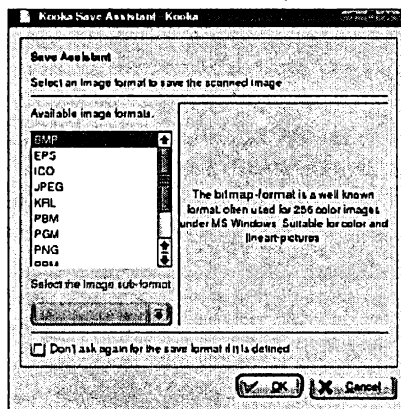 Kooka Save Assistant - Kooka
Save Assistant
Select an image format to save the scanned image
Available image formats.
BMP
EPS
ICO
JPEG
KRL
PBM
PGM
PNG
The bitmap-format is a well known
format, often used for 256 color images
under MS Windows. Suitable for color and
lineart-pictures
Select the image sub-format
Don't ask again for the save format if it is defined
OK
Cancel